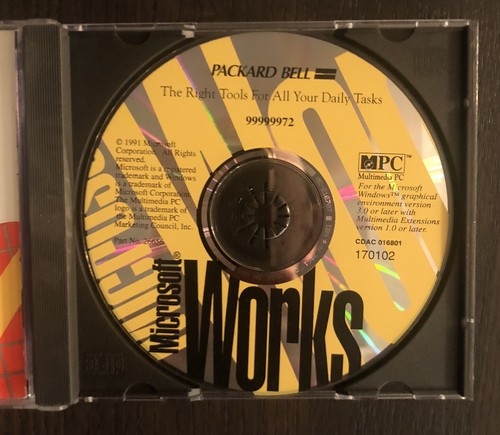 PACKARD BELL
The Right Tools For All Your Daily Tasks
99999972
© 1991 Microsoft
Corporation. All Rights
reserved.
Microsoft is a registered
trademark and Windows
is a trademark of
Microsoft Corporation.
The Multimedia PC
logo is a trademark of
the Multimedia PC
Marketing Council, Inc.
Part No.
MPC™
Multimedia PC
For the Microsoft
Windows™ graphical
environment version
3.0 or later with
Multimedia Extensions
version 1.0 or later.
CDAC 016801
170102
Microsoft®
Works